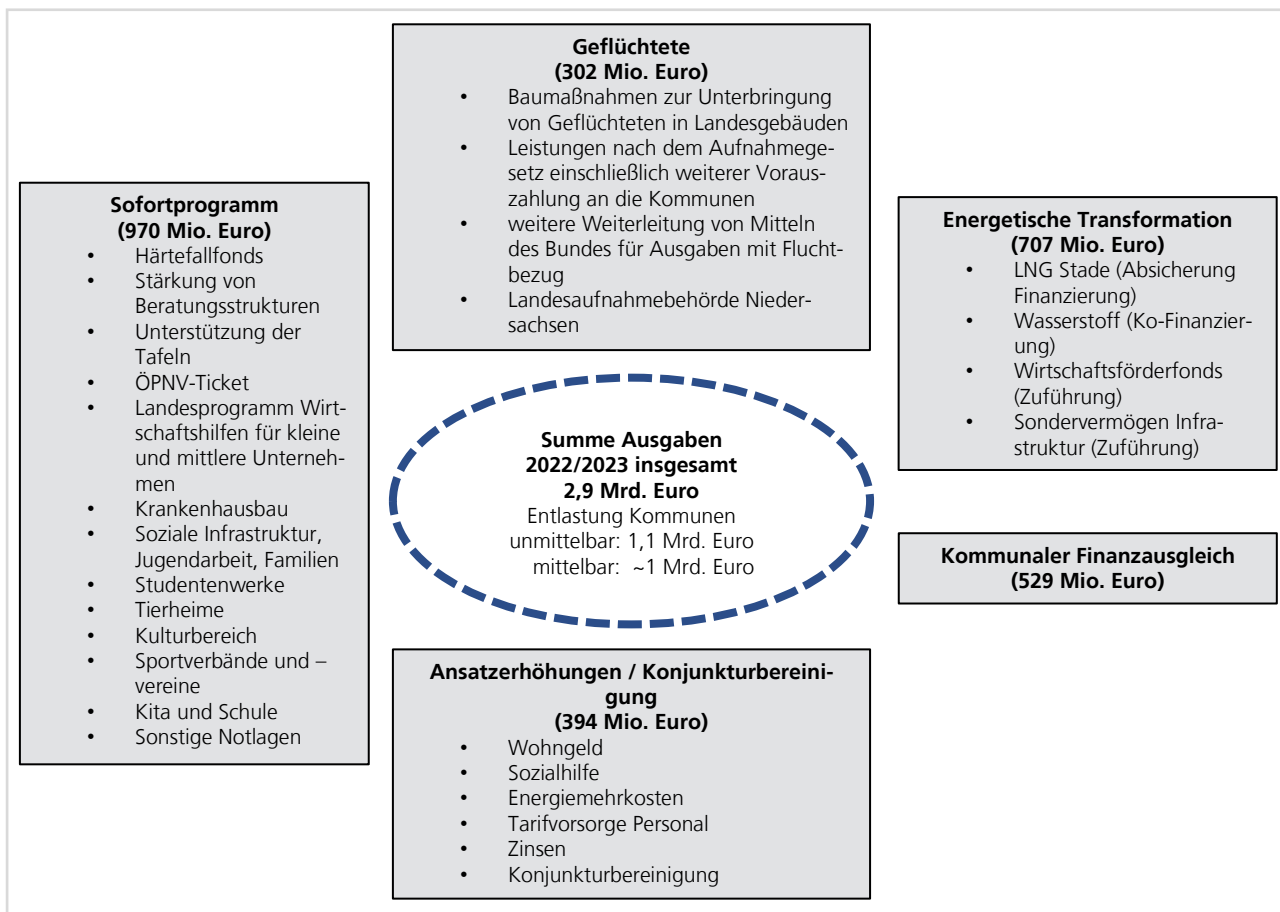 Geflüchtete
(302 Mio. Euro)
• Baumaßnahmen zur Unterbringung
von Geflüchteten in Landesgebäuden
• Leistungen nach dem Aufnahmege-
setz einschließlich weiterer Voraus-
zahlung an die Kommunen
• weitere Weiterleitung von Mitteln
des Bundes für Ausgaben mit Flucht-
bezug
• Landesaufnahmebehörde Nieder-
sachsen
Sofortprogramm
(970 Mio. Euro)
• Härtefallfonds
• Stärkung von
Beratungsstrukturen
• Unterstützung der
Tafeln
• ÖPNV-Ticket
• Landesprogramm Wirt-
schaftshilfen für kleine
und mittlere Unterneh-
men
• Krankenhausbau
• Soziale Infrastruktur,
Jugendarbeit, Familien
• Studentenwerke
• Tierheime
• Kulturbereich
• Sportverbände und –
vereine
• Kita und Schule
• Sonstige Notlagen
Energetische Transformation
(707 Mio. Euro)
• LNG Stade (Absicherung
Finanzierung)
• Wasserstoff (Ko-Finanzier-
ung)
• Wirtschaftsförderfonds
(Zuführung)
• Sondervermögen Infra-
struktur (Zuführung)
Summe Ausgaben
2022/2023 insgesamt
2,9 Mrd. Euro
Entlastung Kommunen
unmittelbar: 1,1 Mrd. Euro
mittelbar: ~1 Mrd. Euro
Kommunaler Finanzausgleich
(529 Mio. Euro)
Ansatzerhöhungen / Konjunkturbereini-
gung
(394 Mio. Euro)
• Wohngeld
• Sozialhilfe
• Energiemehrkosten
• Tarifvorsorge Personal
• Zinsen
• Konjunkturbereinigung